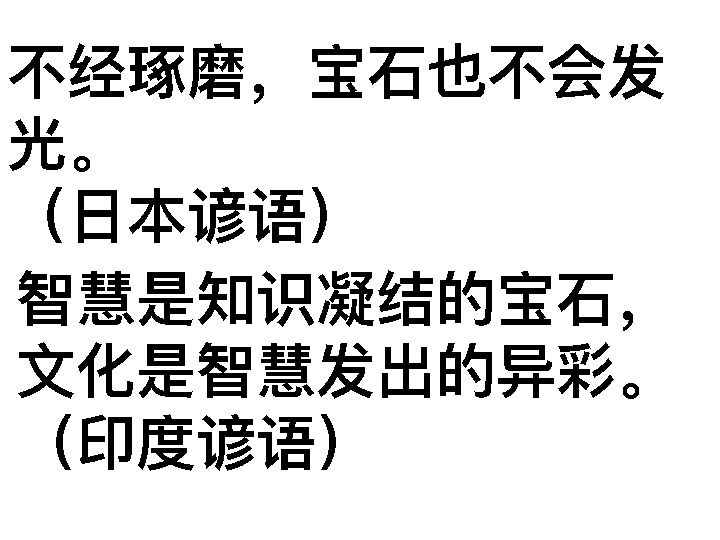 不经琢磨，宝石也不会发
光。
（日本谚语）
智慧是知识凝结的宝石，
文化是智慧发出的异彩。
（印度谚语）